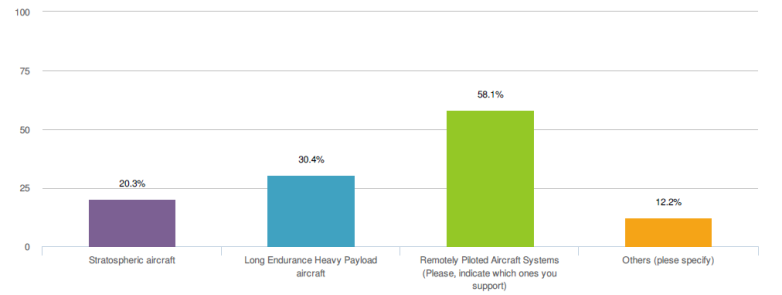 100
75
50
25
0
20.3%
30.4%
58.1%
12.2%
Stratospheric aircraft
Long Endurance Heavy Payload
aircraft
Remotely Piloted Aircraft Systems
(Please, indicate which ones you
support)
Others (plese specify)